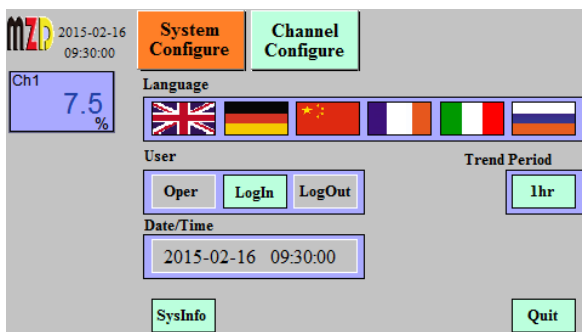 MZD 2015-02-16
09:30:00
System Configure
Channel Configure
Ch1
7.5
%
Language
User
Trend Period
Oper LogIn LogOut
1hr
Date/Time
2015-02-16 09:30:00
SysInfo
Quit